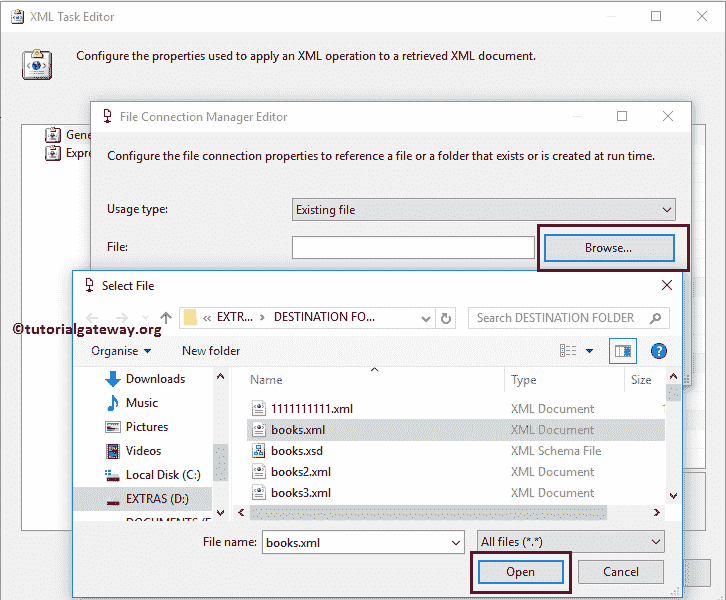 XML Task Editor
Configure the properties used to apply an XML operation to a retrieved XML document.
File Connection Manager Editor
Gene
Expre
Configure the file connection properties to reference a file or a folder that exists or is created at run time.
Usage type:
Existing file
File:
Browse...
Select File
« EXTR... > DESTINATION FO...
Search DESTINATION FOLDER
©tutorialgateway.org
Organise
New folder
Name Type Size
Downloads
Music
Pictures
Videos
Local Disk (C:)
EXTRAS (D:)
DOCUMENTS (E
1111111111.xml XML Document
books.xml XML Document
books.xsd XML Schema File
books2.xml XML Document
books3.xml XML Document
File name:
books.xml
All files (*.*)
Open
Cancel